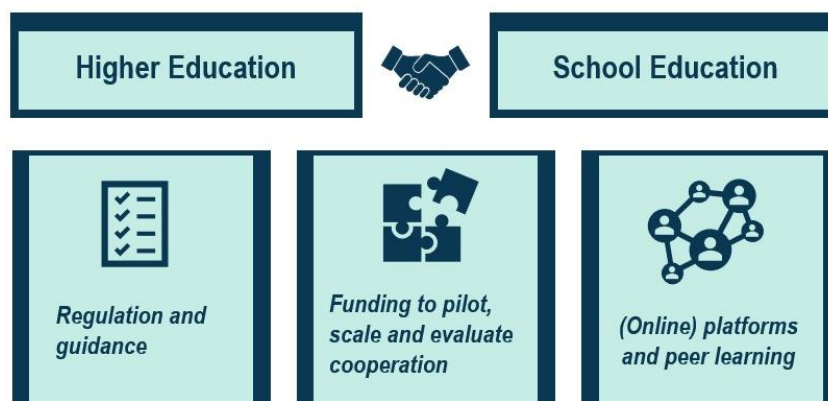 Higher Education
School Education
Regulation and
guidance
Funding to pilot,
scale and evaluate
cooperation
(Online) platforms
and peer learning